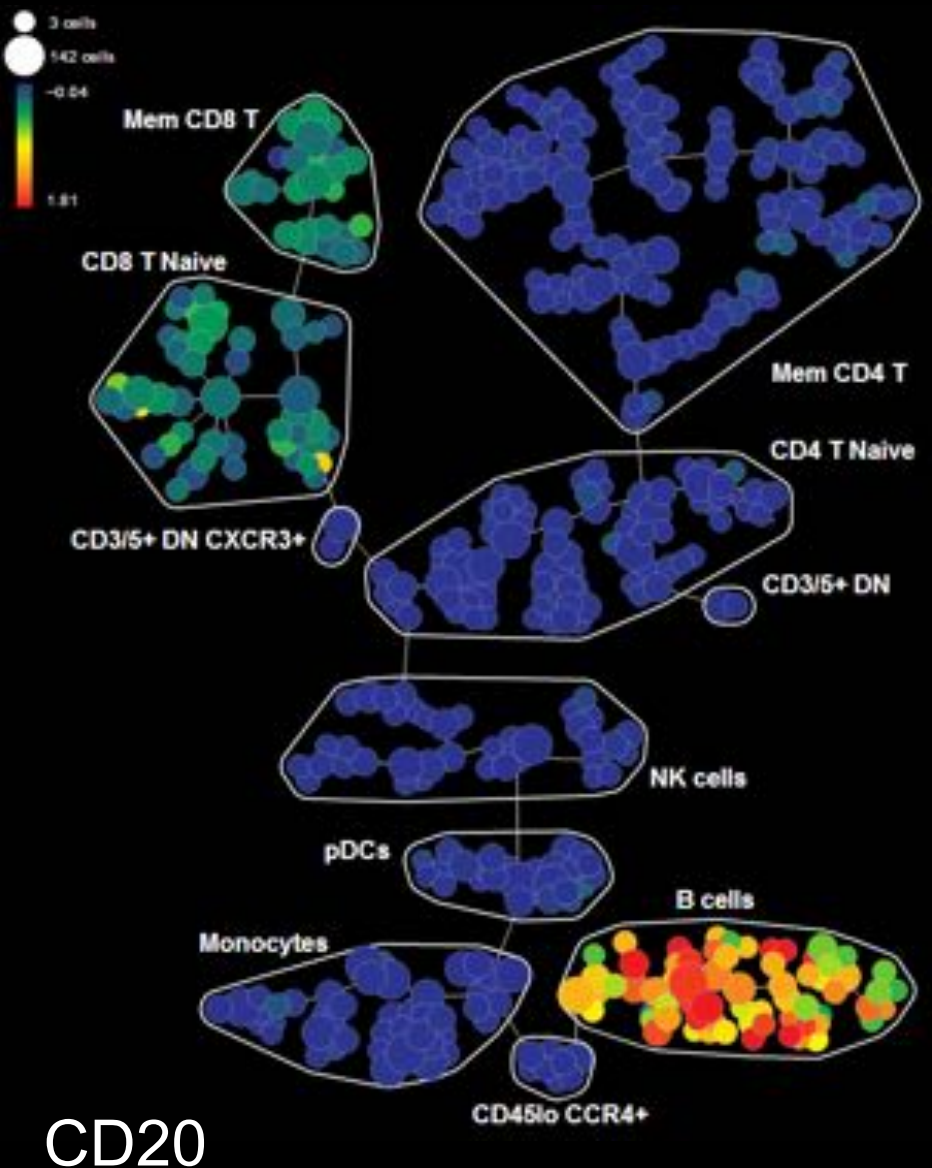 3 cells
142 cells
-0.04
1.81
Mem CD8 T
CD8 T Naive
Mem CD4 T
CD4 T Naive
CD3/5+ DN CXCR3+
CD3/5+ DN
NK cells
pDCs
B cells
Monocytes
CD45lo CCR4+
CD20